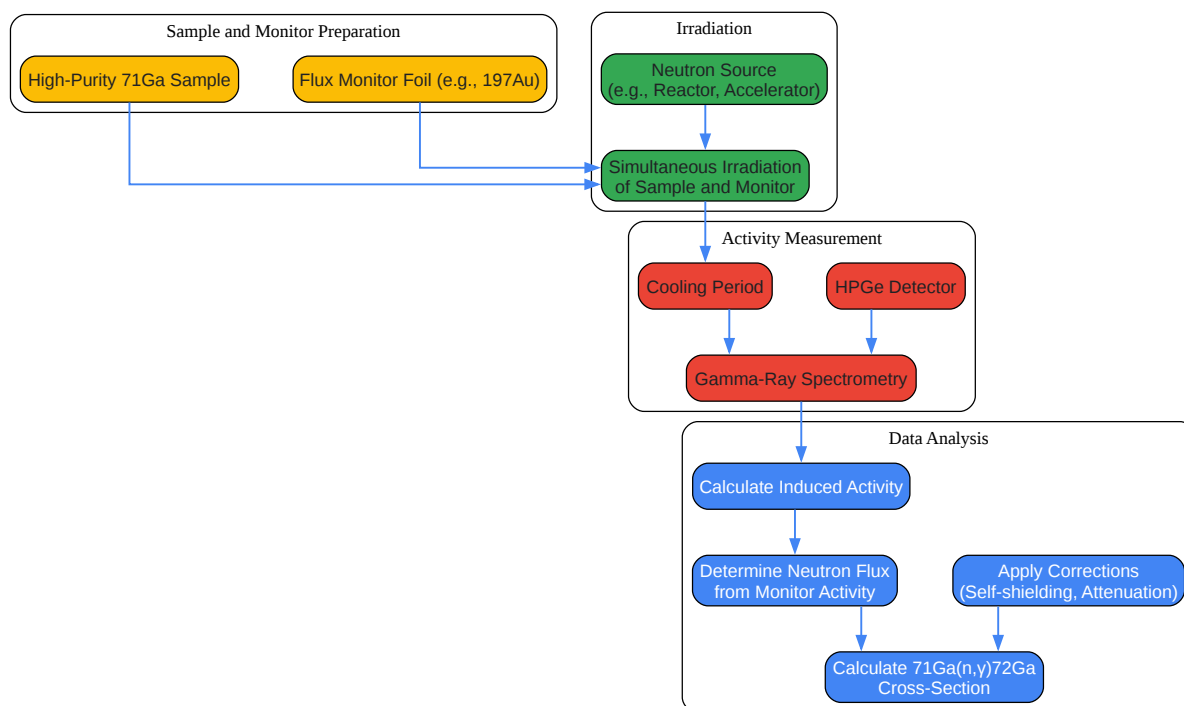 Sample and Monitor Preparation
High-Purity 71Ga Sample
Flux Monitor Foil (e.g., 197Au)
Irradiation
Neutron Source
(e.g., Reactor, Accelerator)
Simultaneous Irradiation
of Sample and Monitor
Activity Measurement
Cooling Period
HPGe Detector
Gamma-Ray Spectrometry
Data Analysis
Calculate Induced Activity
Determine Neutron Flux
from Monitor Activity
Apply Corrections
(Self-shielding, Attenuation)
Calculate 71Ga(n,γ)72Ga
Cross-Section